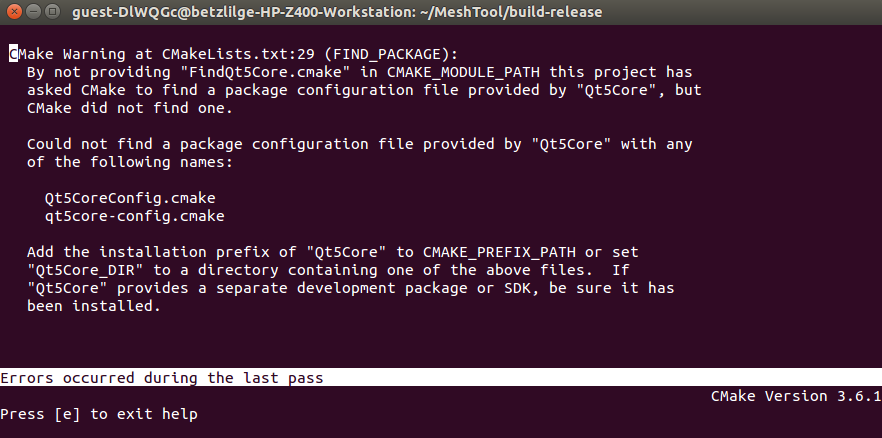 guest-DlWQGc@betzlilge-HP-Z400-Workstation: ~/MeshTool/build-release
CMake Warning at CMakeLists.txt:29 (FIND_PACKAGE):
By not providing "FindQt5Core.cmake" in CMAKE_MODULE_PATH this project has
asked CMake to find a package configuration file provided by "Qt5Core", but
CMake did not find one.
Could not find a package configuration file provided by "Qt5Core" with any
of the following names:
Qt5CoreConfig.cmake
qt5core-config.cmake
Add the installation prefix of "Qt5Core" to CMAKE_PREFIX_PATH or set
"Qt5Core_DIR" to a directory containing one of the above files.  If
"Qt5Core" provides a separate development package or SDK, be sure it has
been installed.
Errors occurred during the last pass
CMake Version 3.6.1
Press [e] to exit help